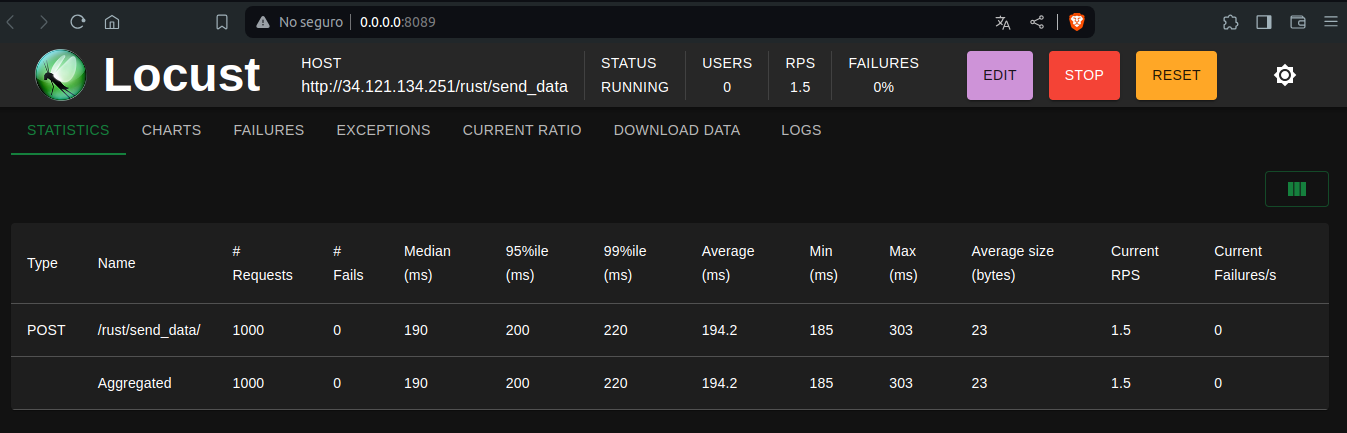 No seguro 0.0.0.0:8089
Locust
HOST
http://34.121.134.251/rust/send_data
STATUS
RUNNING
USERS
0
RPS
1.5
FAILURES
0%
EDIT
STOP
RESET
STATISTICS CHARTS FAILURES EXCEPTIONS CURRENT RATIO DOWNLOAD DATA LOGS
Type Name # Requests # Fails Median (ms) 95%ile (ms) 99%ile (ms) Average (ms) Min (ms) Max (ms) Average size (bytes) Current RPS Current Failures/s
POST /rust/send_data/ 1000 0 190 200 220 194.2 185 303 23 1.5 0
Aggregated 1000 0 190 200 220 194.2 185 303 23 1.5 0